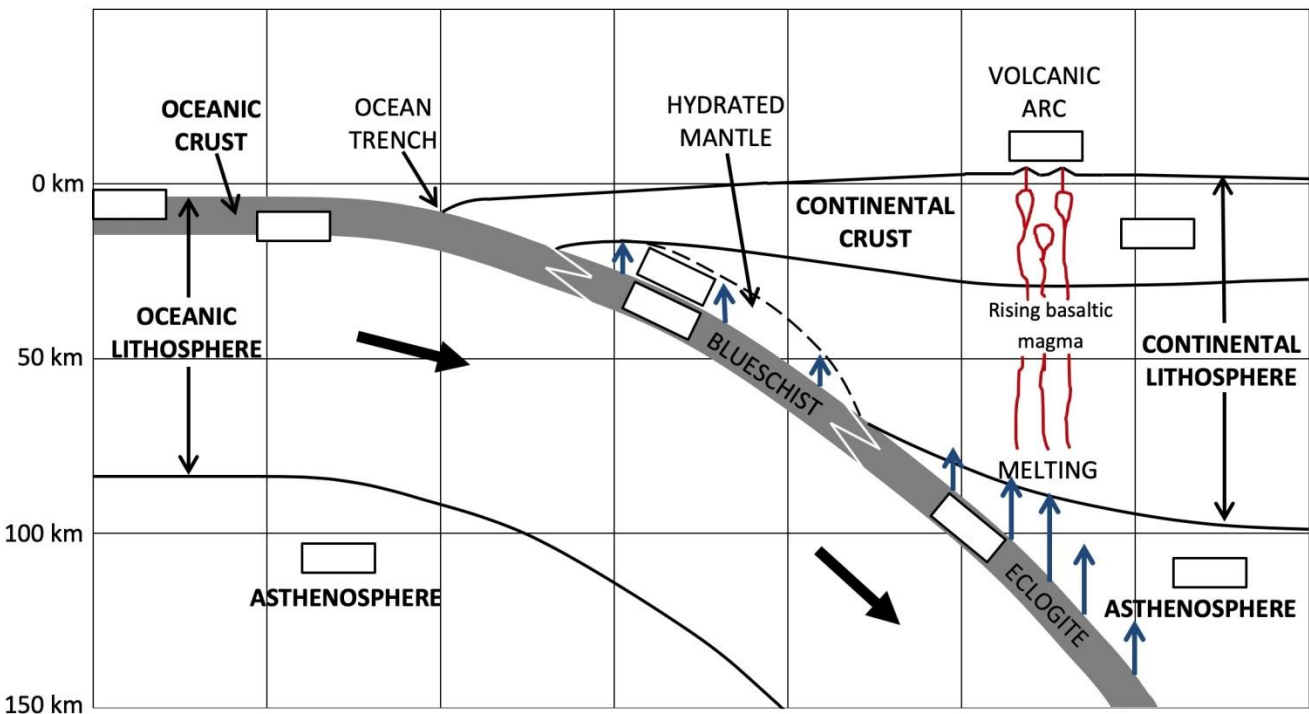 VOLCANIC
ARC
OCEANIC
CRUST
OCEAN
TRENCH
HYDRATED
MANTLE
0 km
CONTINENTAL
CRUST
OCEANIC
LITHOSPHERE
Rising basaltic
magma
50 km
BLUESCHIST
CONTINENTAL
LITHOSPHERE
MELTING
100 km
ASTHENOSPHERE
ECLOGITE
ASTHENOSPHERE
150 km